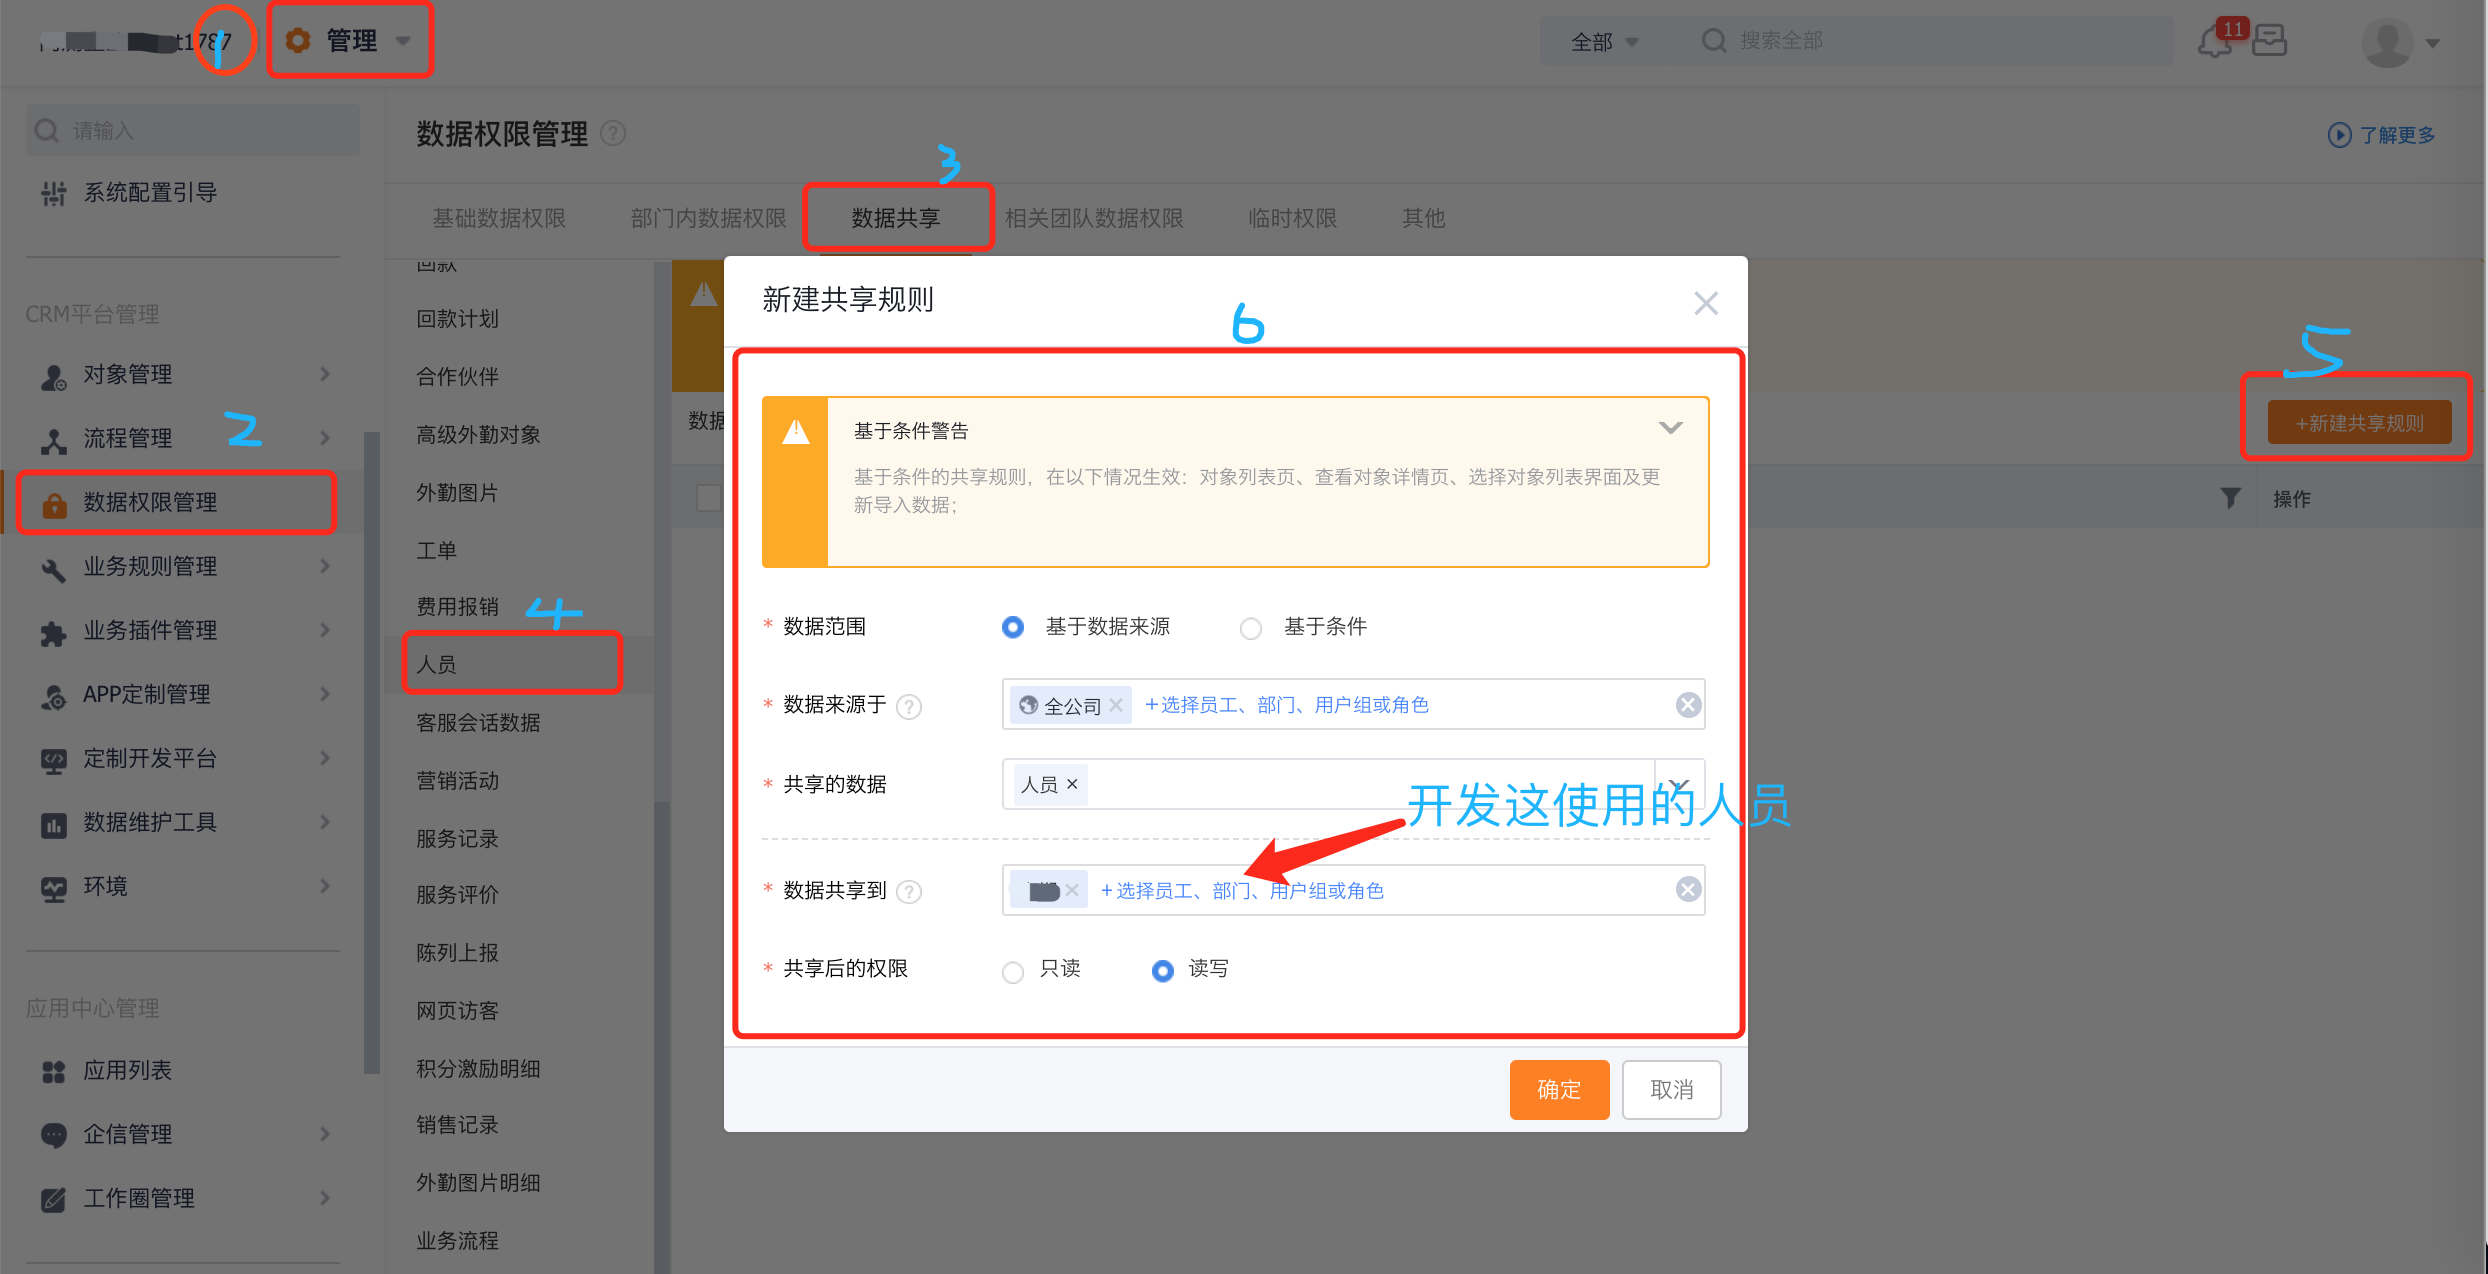 t1787
1
管理
全部
搜索全部
11
请输入
系统配置引导
CRM平台管理
对象管理
流程管理
2
数据权限管理
业务规则管理
业务插件管理
APP定制管理
定制开发平台
数据维护工具
环境
应用中心管理
应用列表
企信管理
工作圈管理
数据权限管理 ?
了解更多
3
基础数据权限
部门内数据权限
数据共享
相关团队数据权限
临时权限
其他
回款
回款计划
合作伙伴
高级外勤对象
外勤图片
工单
费用报销
4
人员
客服会话数据
营销活动
服务记录
服务评价
陈列上报
网页访客
积分激励明细
销售记录
外勤图片明细
业务流程
数据
5
+新建共享规则
操作
新建共享规则
6
基于条件警告
基于条件的共享规则，在以下情况生效：对象列表页、查看对象详情页、选择对象列表界面及更
新导入数据；
* 数据范围
基于数据来源
基于条件
* 数据来源于 ?
全公司 ×
+选择员工、部门、用户组或角色
* 共享的数据
人员 ×
开发这使用的人员
* 数据共享到 ?
+选择员工、部门、用户组或角色
* 共享后的权限
只读
读写
确定
取消